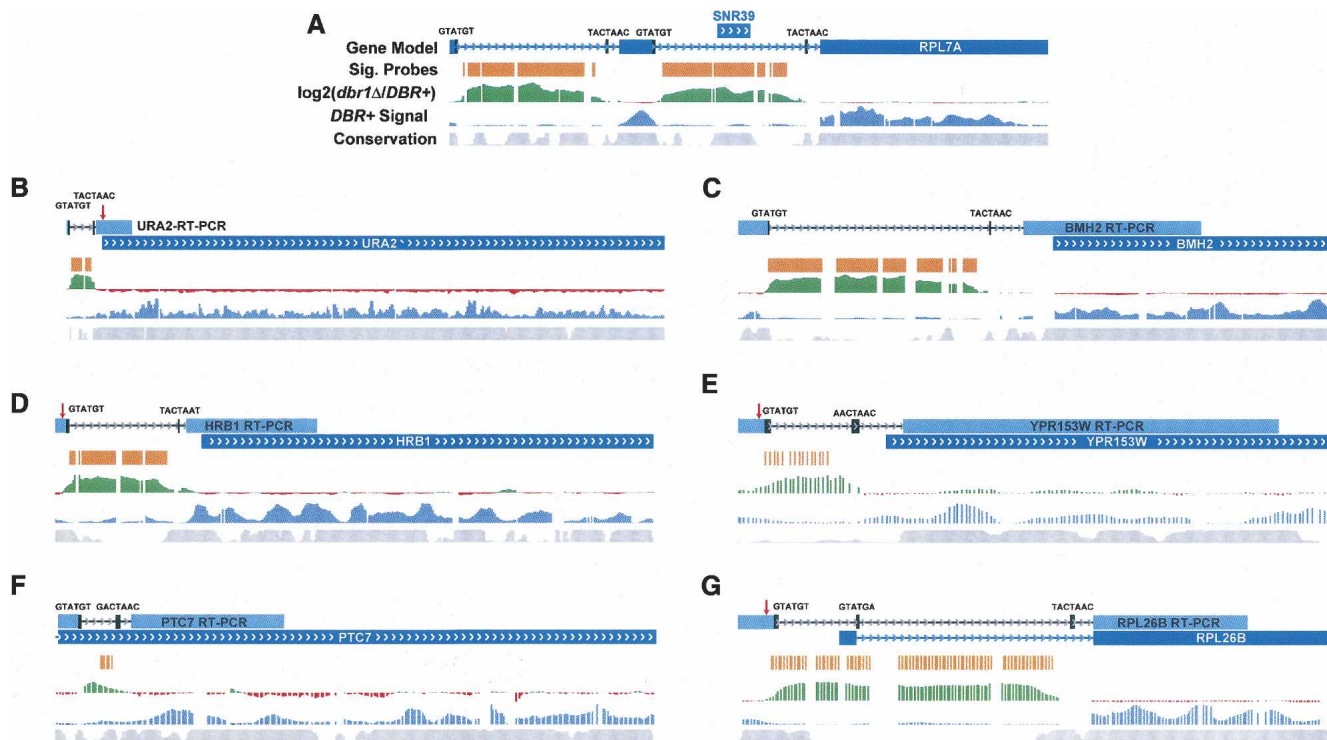 A
SNR39
GTATGT TACTAAC GTATGT TACTAAC
Gene Model RPL7A
Sig. Probes
log2(dbr1Δ/DBR+)
DBR+ Signal
Conservation
B
TACTAAC
GTATGT
URA2-RT-PCR
URA2
C
GTATGT TACTAAC
BMH2 RT-PCR
BMH2
D
GTATGT TACTAAT
HRB1 RT-PCR
HRB1
E
GTATGT AACTAAC
YPR153W RT-PCR
YPR153W
F
GTATGT GACTAAC
PTC7 RT-PCR
PTC7
G
GTATGT GTATGA TACTAAC
RPL26B RT-PCR
RPL26B